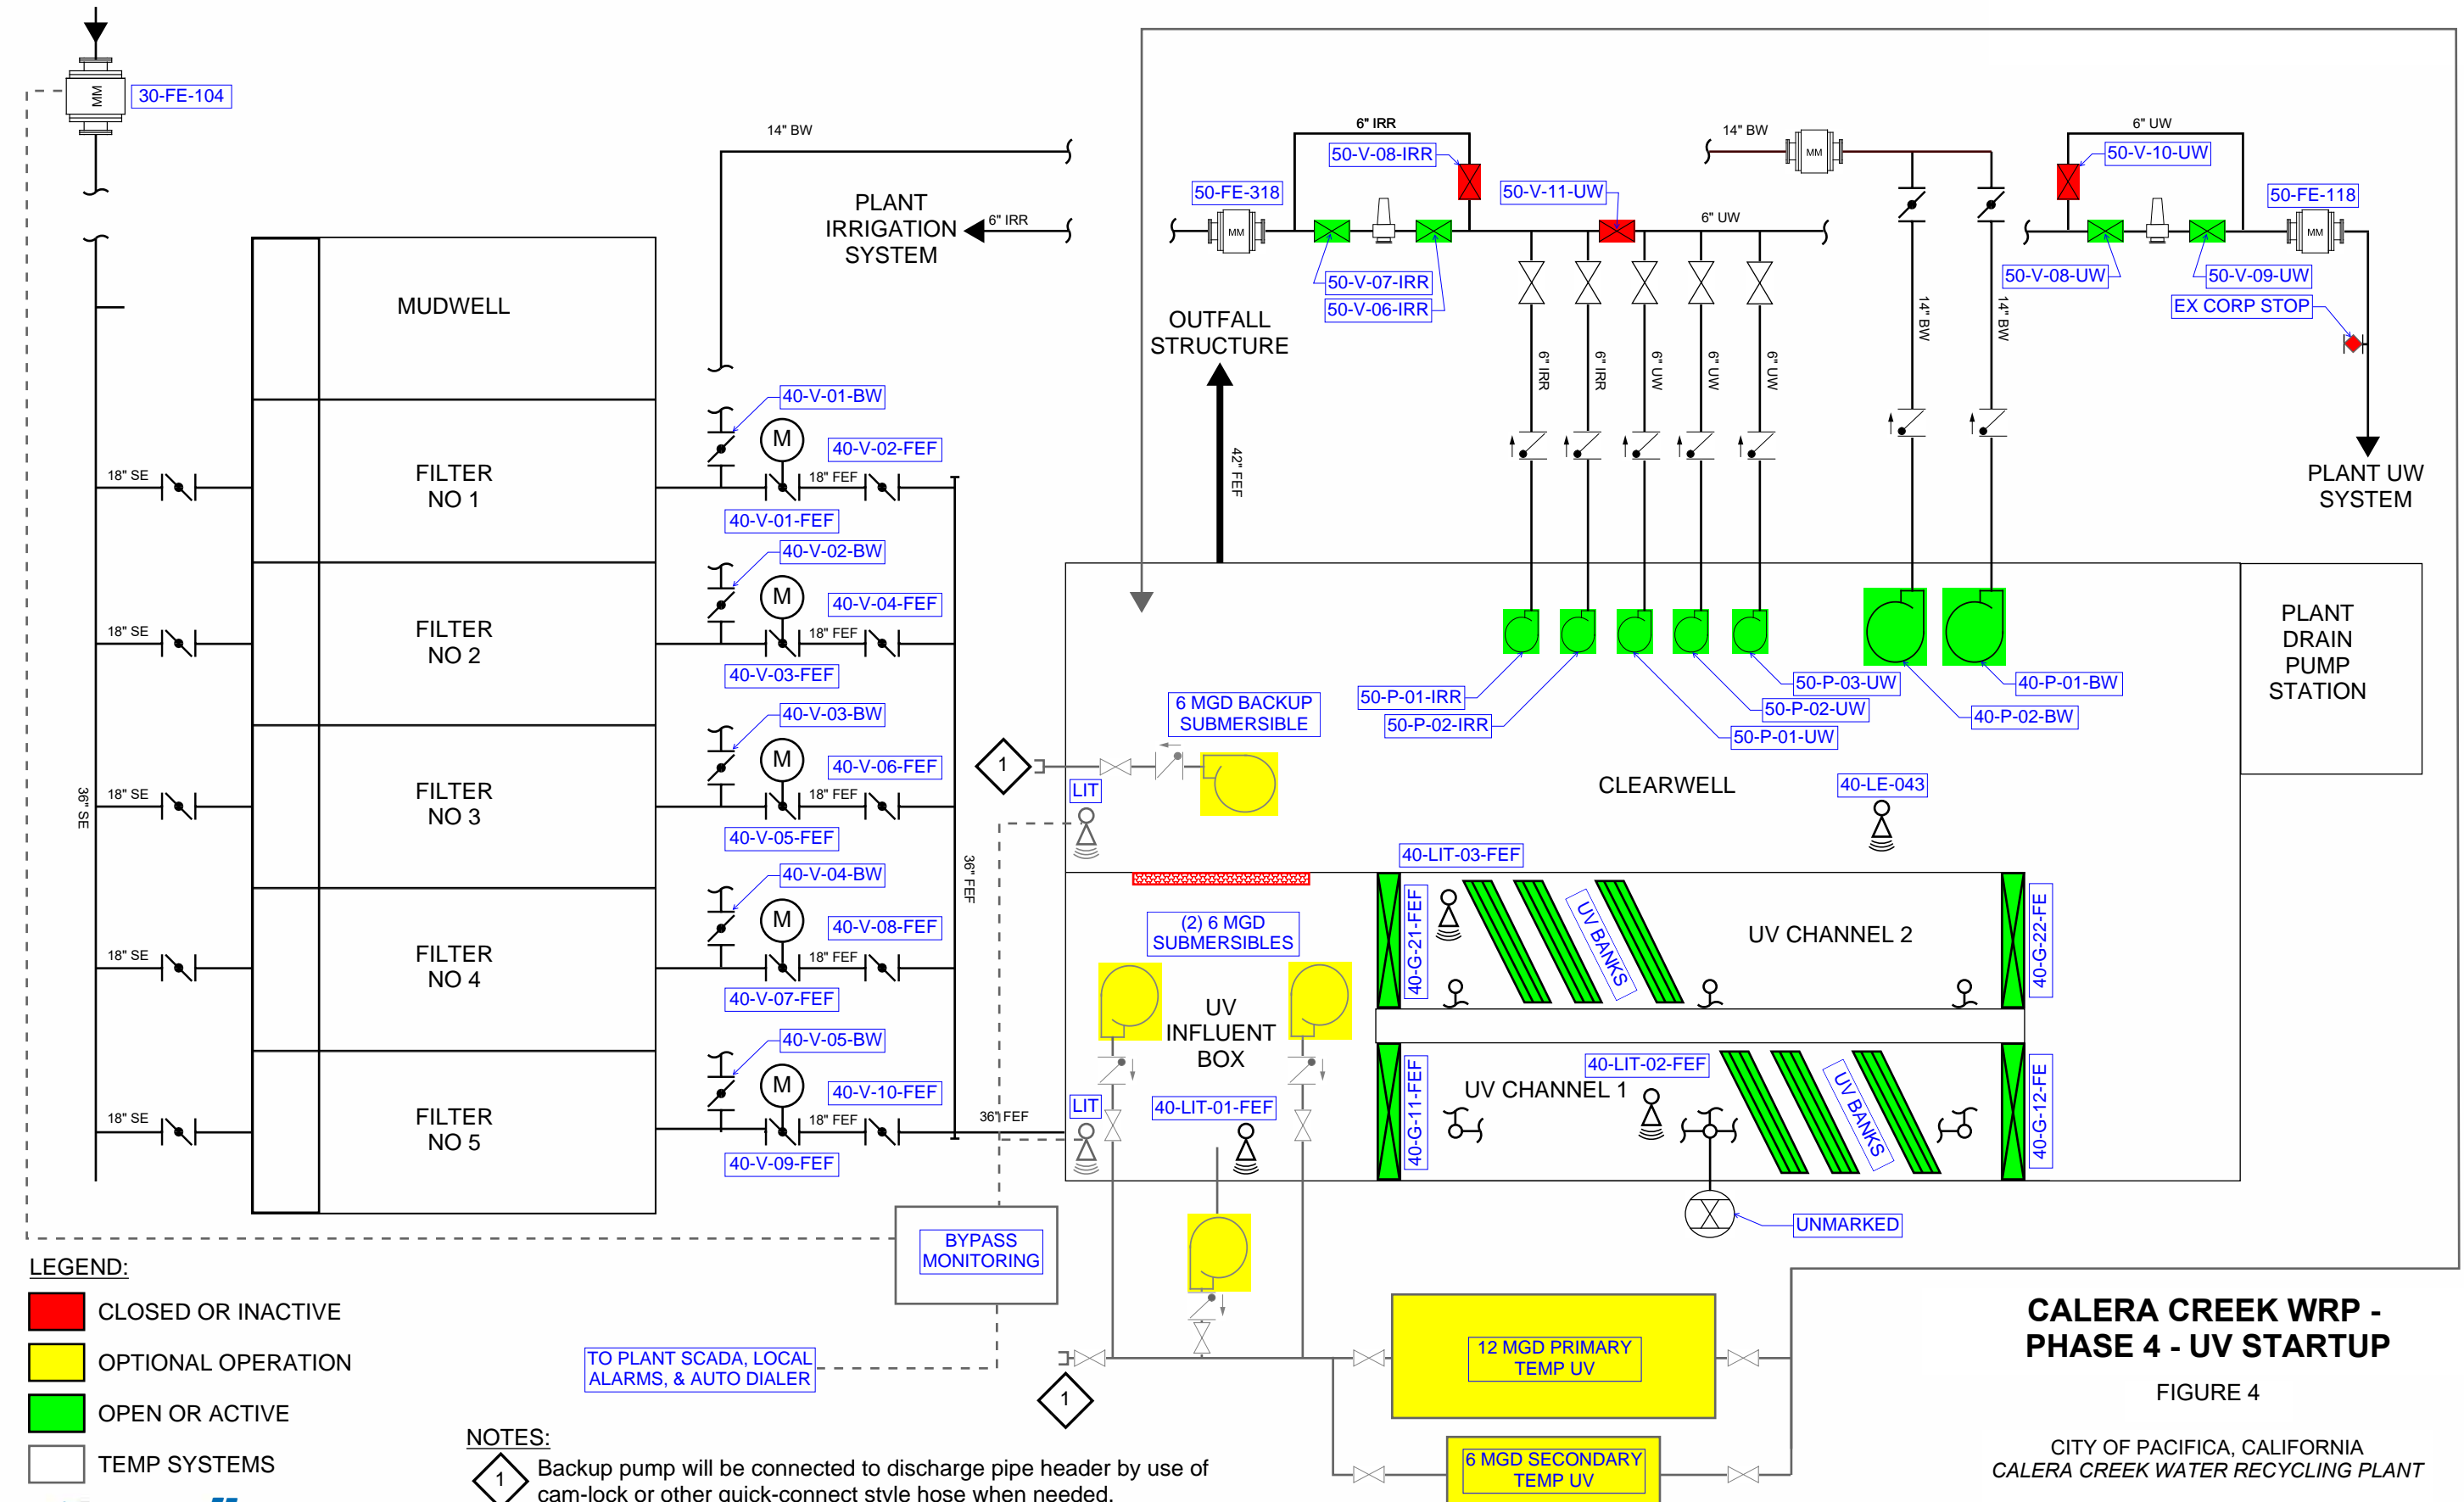 30-FE-104
14" BW
PLANT
IRRIGATION
SYSTEM
6" IRR
6" IRR
50-V-08-IRR
50-FE-318
MM
MM
50-V-07-IRR
50-V-06-IRR
50-V-11-UW
6" UW
14" BW
MM
6" UW
50-V-10-UW
50-FE-118
MM
50-V-08-UW
50-V-09-UW
EX CORP STOP
14" BW
14" BW
PLANT UW
SYSTEM
OUTFALL
STRUCTURE
42" FEF
6" IRR
6" IRR
6" UW
6" UW
6" UW
MUDWELL
36" SE
18" SE
FILTER
NO 1
40-V-01-BW
M
40-V-02-FEF
18" FEF
40-V-01-FEF
18" SE
FILTER
NO 2
40-V-02-BW
M
40-V-04-FEF
18" FEF
40-V-03-FEF
18" SE
FILTER
NO 3
40-V-03-BW
M
40-V-06-FEF
18" FEF
40-V-05-FEF
18" SE
FILTER
NO 4
40-V-04-BW
M
40-V-08-FEF
18" FEF
40-V-07-FEF
18" SE
FILTER
NO 5
40-V-05-BW
M
40-V-10-FEF
18" FEF
40-V-09-FEF
36" FEF
36" FEF
50-P-01-IRR
50-P-02-IRR
50-P-03-UW
50-P-02-UW
50-P-01-UW
40-P-01-BW
40-P-02-BW
PLANT
DRAIN
PUMP
STATION
6 MGD BACKUP
SUBMERSIBLE
1
LIT
CLEARWELL
40-LE-043
40-LIT-03-FEF
(2) 6 MGD
SUBMERSIBLES
40-G-21-FEF
UV BANKS
UV CHANNEL 2
40-G-22-FE
UV
INFLUENT
BOX
LIT
40-LIT-01-FEF
40-G-11-FEF
UV CHANNEL 1
40-LIT-02-FEF
UV BANKS
40-G-12-FE
UNMARKED
BYPASS
MONITORING
TO PLANT SCADA, LOCAL
ALARMS, & AUTO DIALER
1
12 MGD PRIMARY
TEMP UV
6 MGD SECONDARY
TEMP UV
LEGEND:
CLOSED OR INACTIVE
OPTIONAL OPERATION
OPEN OR ACTIVE
TEMP SYSTEMS
NOTES:
1
Backup pump will be connected to discharge pipe header by use of
cam-lock or other quick-connect style hose when needed.
CALERA CREEK WRP -
PHASE 4 - UV STARTUP
FIGURE 4
CITY OF PACIFICA, CALIFORNIA
CALERA CREEK WATER RECYCLING PLANT